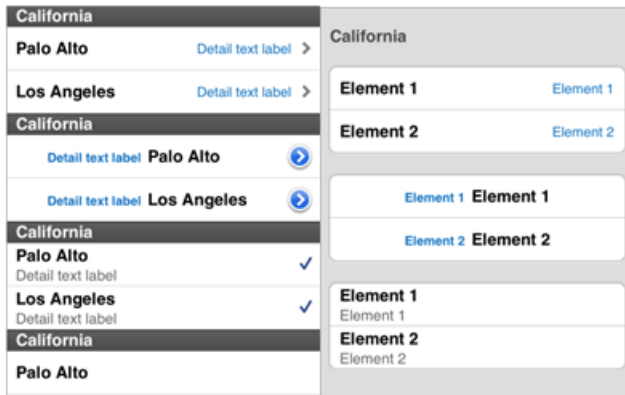 California
Palo Alto Detail text label
Los Angeles Detail text label
California
Detail text label Palo Alto
Detail text label Los Angeles
California
Palo Alto
Detail text label
Los Angeles
Detail text label
California
Palo Alto
California
Element 1 Element 1
Element 2 Element 2
Element 1 Element 1
Element 2 Element 2
Element 1
Element 1
Element 2
Element 2